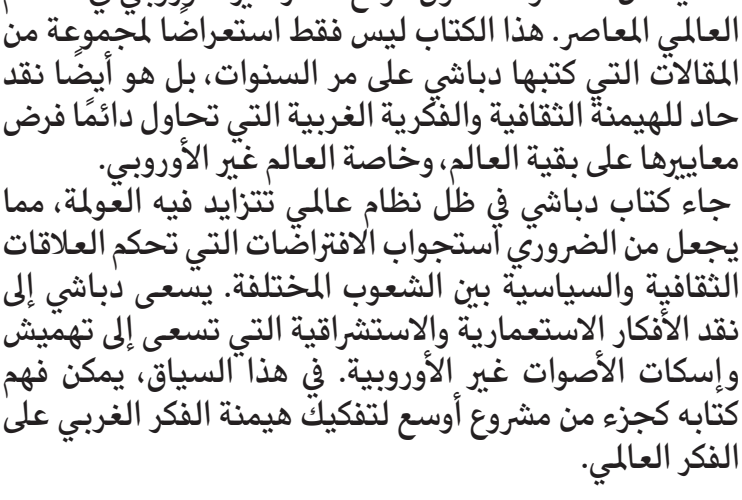 العالمي المعاصر. هذا الكتاب ليس فقط استعراضًا لمجموعة من
المقالات التي كتبها دباشي على مر السنوات، بل هو أيضًا نقد
حاد للهيمنة الثقافية والفكرية الغربية التي تحاول دائمًا فرض
معاييرها على بقية العالم، وخاصة العالم غير الأوروبي.
جاء كتاب دباشي في ظل نظام عالمي تتزايد فيه العولمة، مما
يجعل من الضروري استجواب الافتراضات التي تحكم العلاقات
الثقافية والسياسية بين الشعوب المختلفة. يسعى دباشي إلى
نقد الأفكار الاستعمارية والاستشراقية التي تسعى إلى تهميش
وإسكات الأصوات غير الأوروبية. في هذا السياق، يمكن فهم
كتابه كجزء من مشروع أوسع لتفكيك هيمنة الفكر الغربي على
الفكر العالمي.